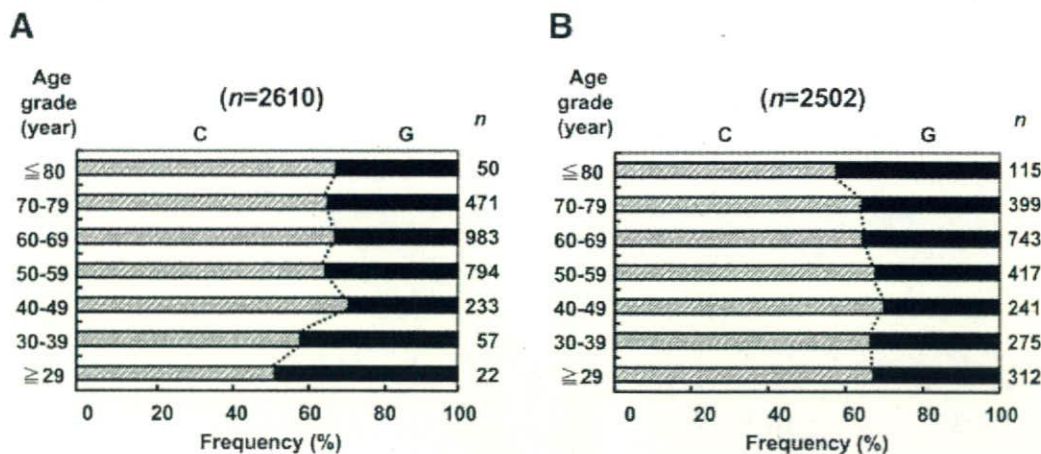 A
Age
grade
(year)
(n=2610)
n
C G
≦80 50
70-79 471
60-69 983
50-59 794
40-49 233
30-39 57
≧29 22
0 20 40 60 80 100
Frequency (%)
B
Age
grade
(year)
(n=2502)
n
C G
≦80 115
70-79 399
60-69 743
50-59 417
40-49 241
30-39 275
≧29 312
0 20 40 60 80 100
Frequency (%)